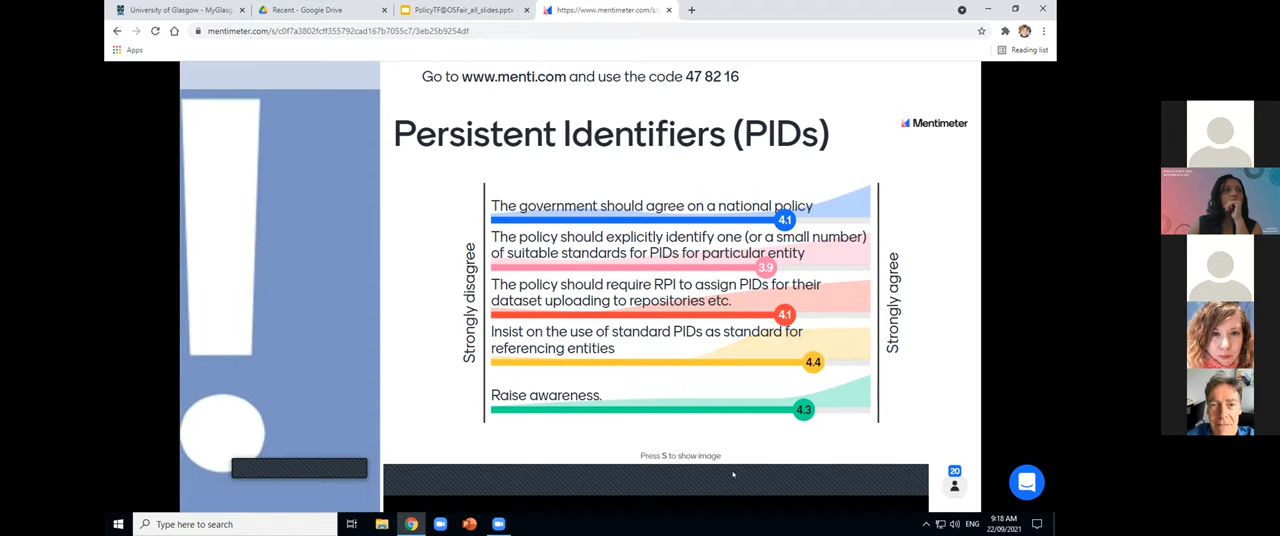 University of Glasgow - MyGlasg
Recent - Google Drive
PolicyTF@OSFair_all_slides.pptx
https://www.mentimeter.com/s/
mentimeter.com/s/c0f7a3802fcff355792cad167b7055c7/3eb25b9254df
Apps
Reading list
Go to www.menti.com and use the code 47 82 16
Persistent Identifiers (PIDs)
Mentimeter
Strongly disagree
The government should agree on a national policy
4.1
The policy should explicitly identify one (or a small number)
of suitable standards for PIDs for particular entity
3.9
The policy should require RPI to assign PIDs for their
dataset uploading to repositories etc.
4.1
Insist on the use of standard PIDs as standard for
referencing entities
4.4
Raise awareness.
4.3
Strongly agree
Press S to show image
20
Type here to search
ENG
9:18 AM
22/09/2021